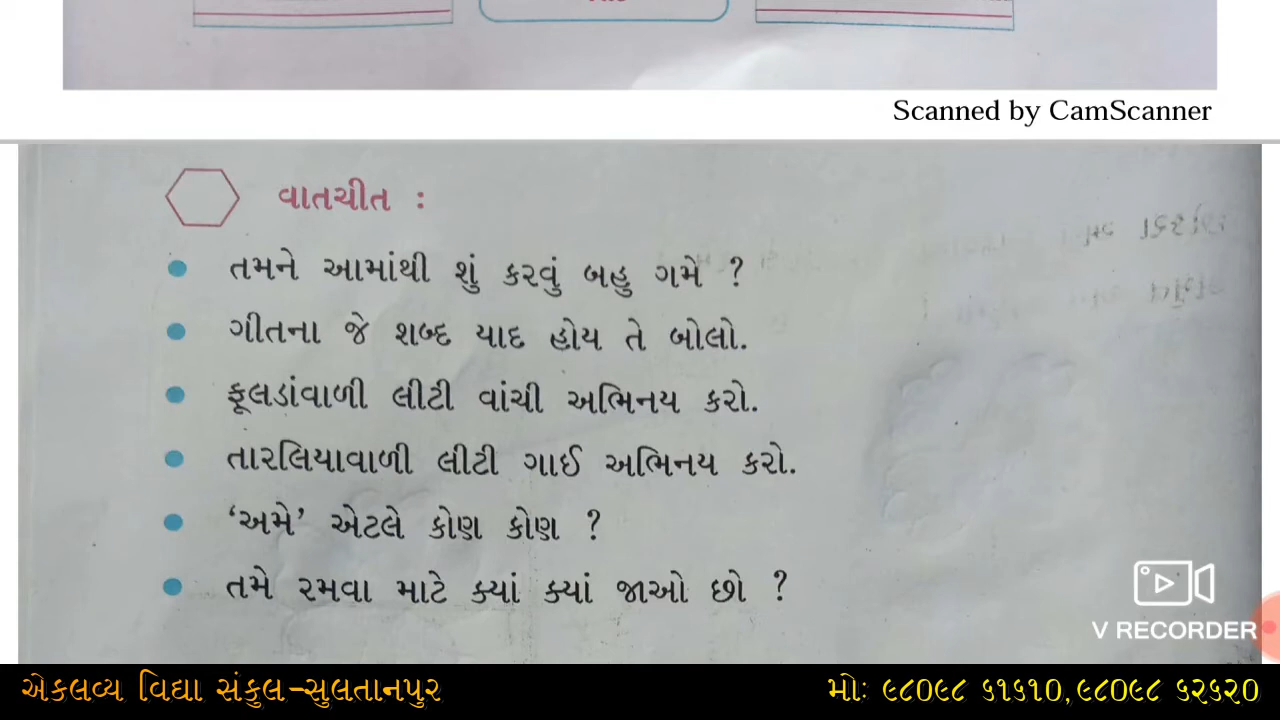 Scanned by CamScanner
વાતચીત :
• તમને આમાંથી શું કરવું બહુ ગમે ?
• ગીતના જે શબ્દ યાદ હોય તે બોલો.
• ફૂલડાંવાળી લીટી વાંચી અભિનય કરો.
• તારલિયાવાળી લીટી ગાઈ અભિનય કરો.
• ‘અમે’ એટલે કોણ કોણ ?
• તમે રમવા માટે ક્યાં ક્યાં જાઓ છો ?
V RECORDER
એકલવ્ય વિદ્યા સંકુલ-સુલતાનપુર
મોઃ ૯૮૦૯૮ ૬૧૬૧૦,૯૮૦૯૮ ૬૨૬૨૦